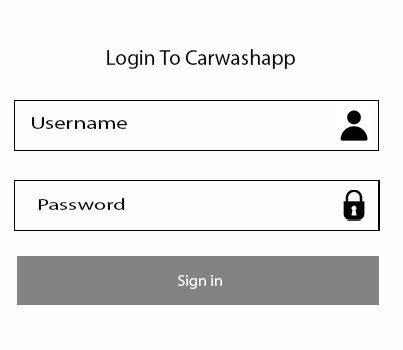 Login To Carwashapp
Username
Password
Sign in